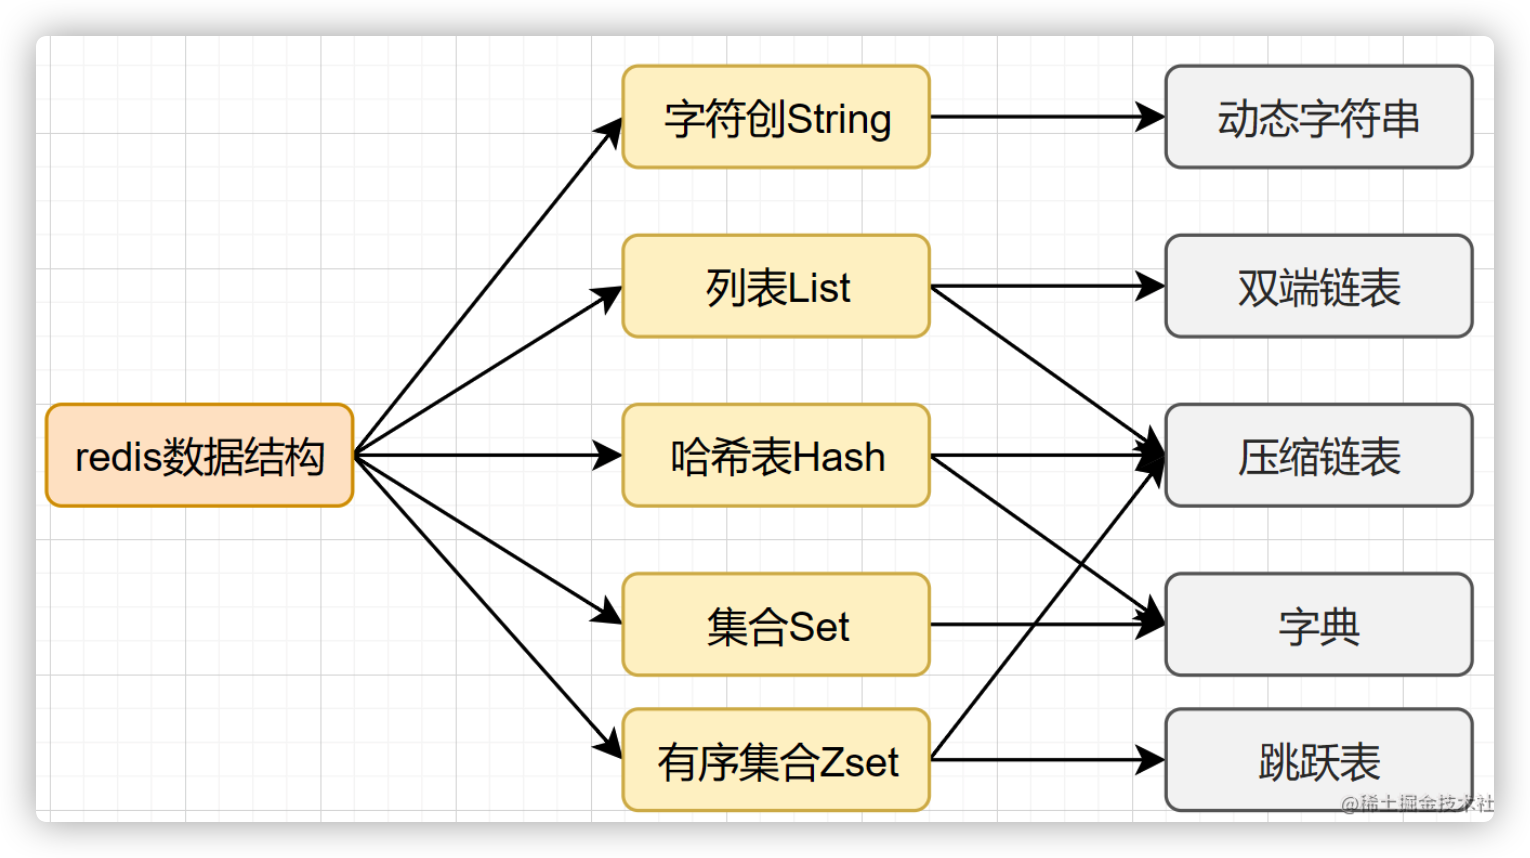 字符创String
动态字符串
列表List
双端链表
redis数据结构
哈希表Hash
压缩链表
集合Set
字典
有序集合Zset
跳跃表
@稀土掘金技术社